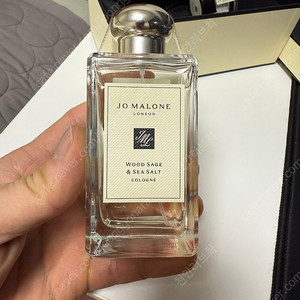 JO MALONE
LONDON
WOOD SAGE
& SEA SALT
COLOGNE